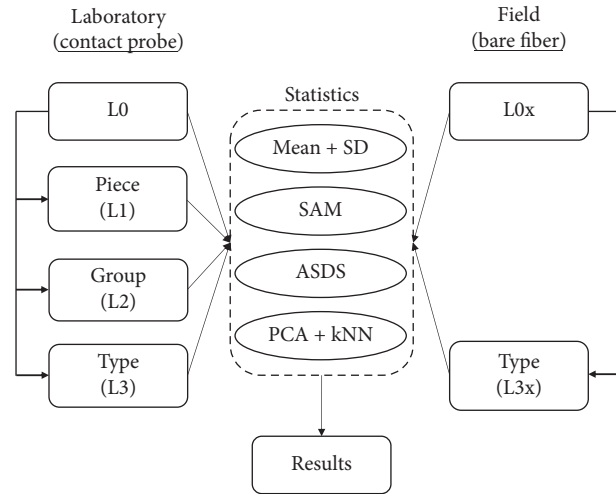 Laboratory
(contact probe)
Field
(bare fiber)
Statistics
L0
L0x
Mean + SD
Piece
(L1)
SAM
Group
(L2)
ASDS
Type
(L3)
PCA + kNN
Type
(L3x)
Results